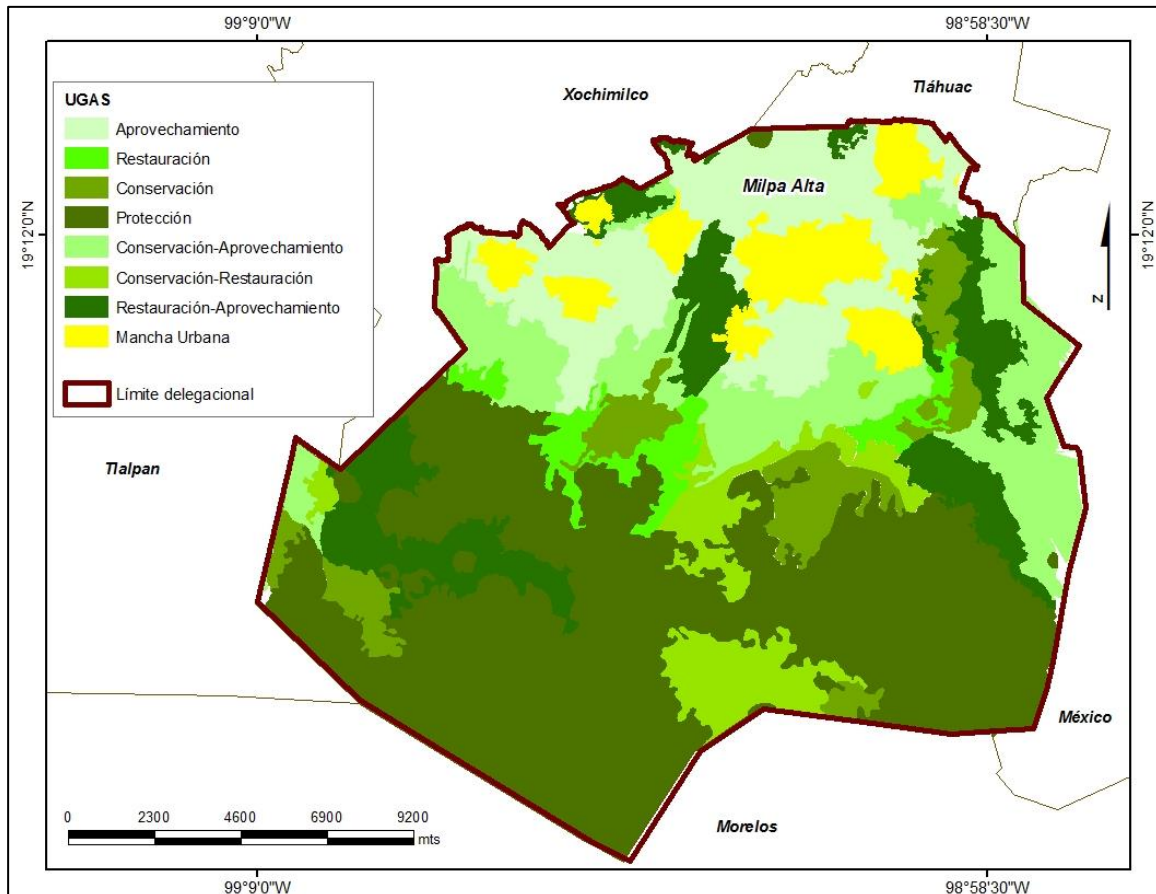 99°9'0"W
98°58'30"W
Xochimilco
Tláhuac
UGAS
Aprovechamiento
Restauración
Conservación
Protección
Conservación-Aprovechamiento
Conservación-Restauración
Restauración-Aprovechamiento
Mancha Urbana
Límite delegacional
Milpa Alta
19°12'0"N
19°12'0"N
N
Tlalpan
México
Morelos
0 2300 4600 6900 9200
mts
99°9'0"W
98°58'30"W